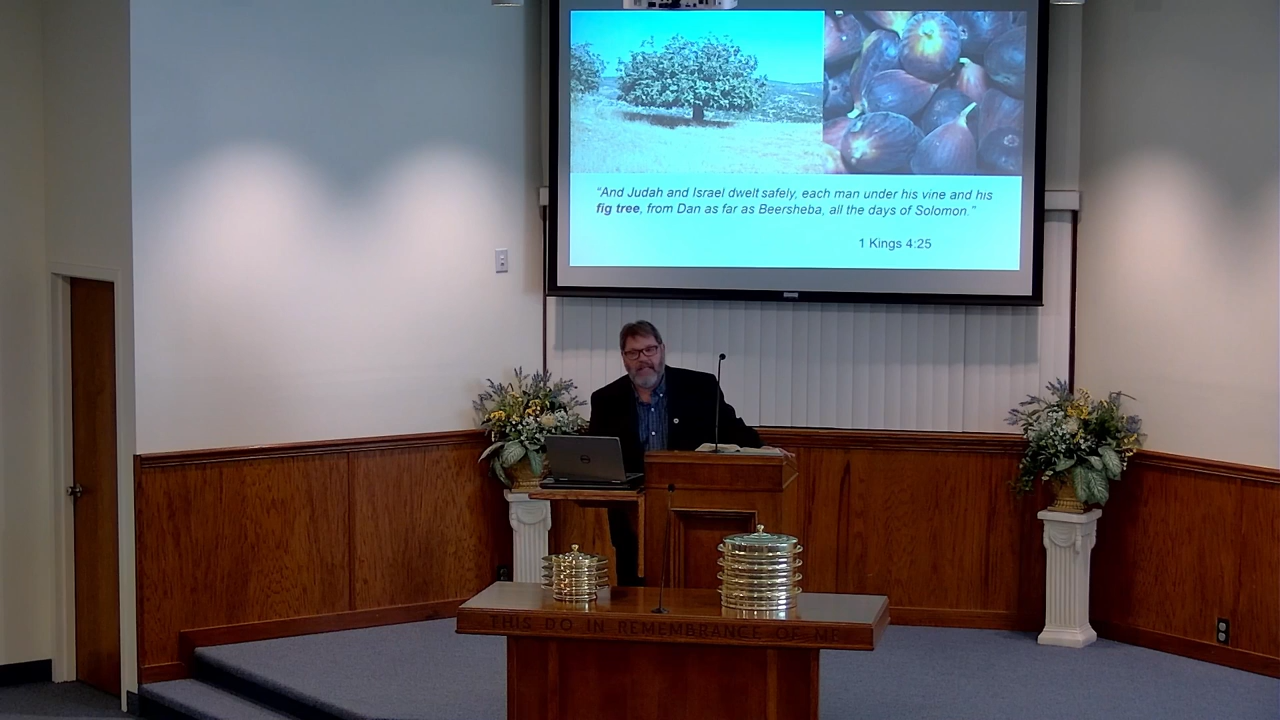 “And Judah and Israel dwelt safely, each man under his vine and his
fig tree, from Dan as far as Beersheba, all the days of Solomon.”
1 Kings 4:25
THIS DO IN REMEMBRANCE OF ME